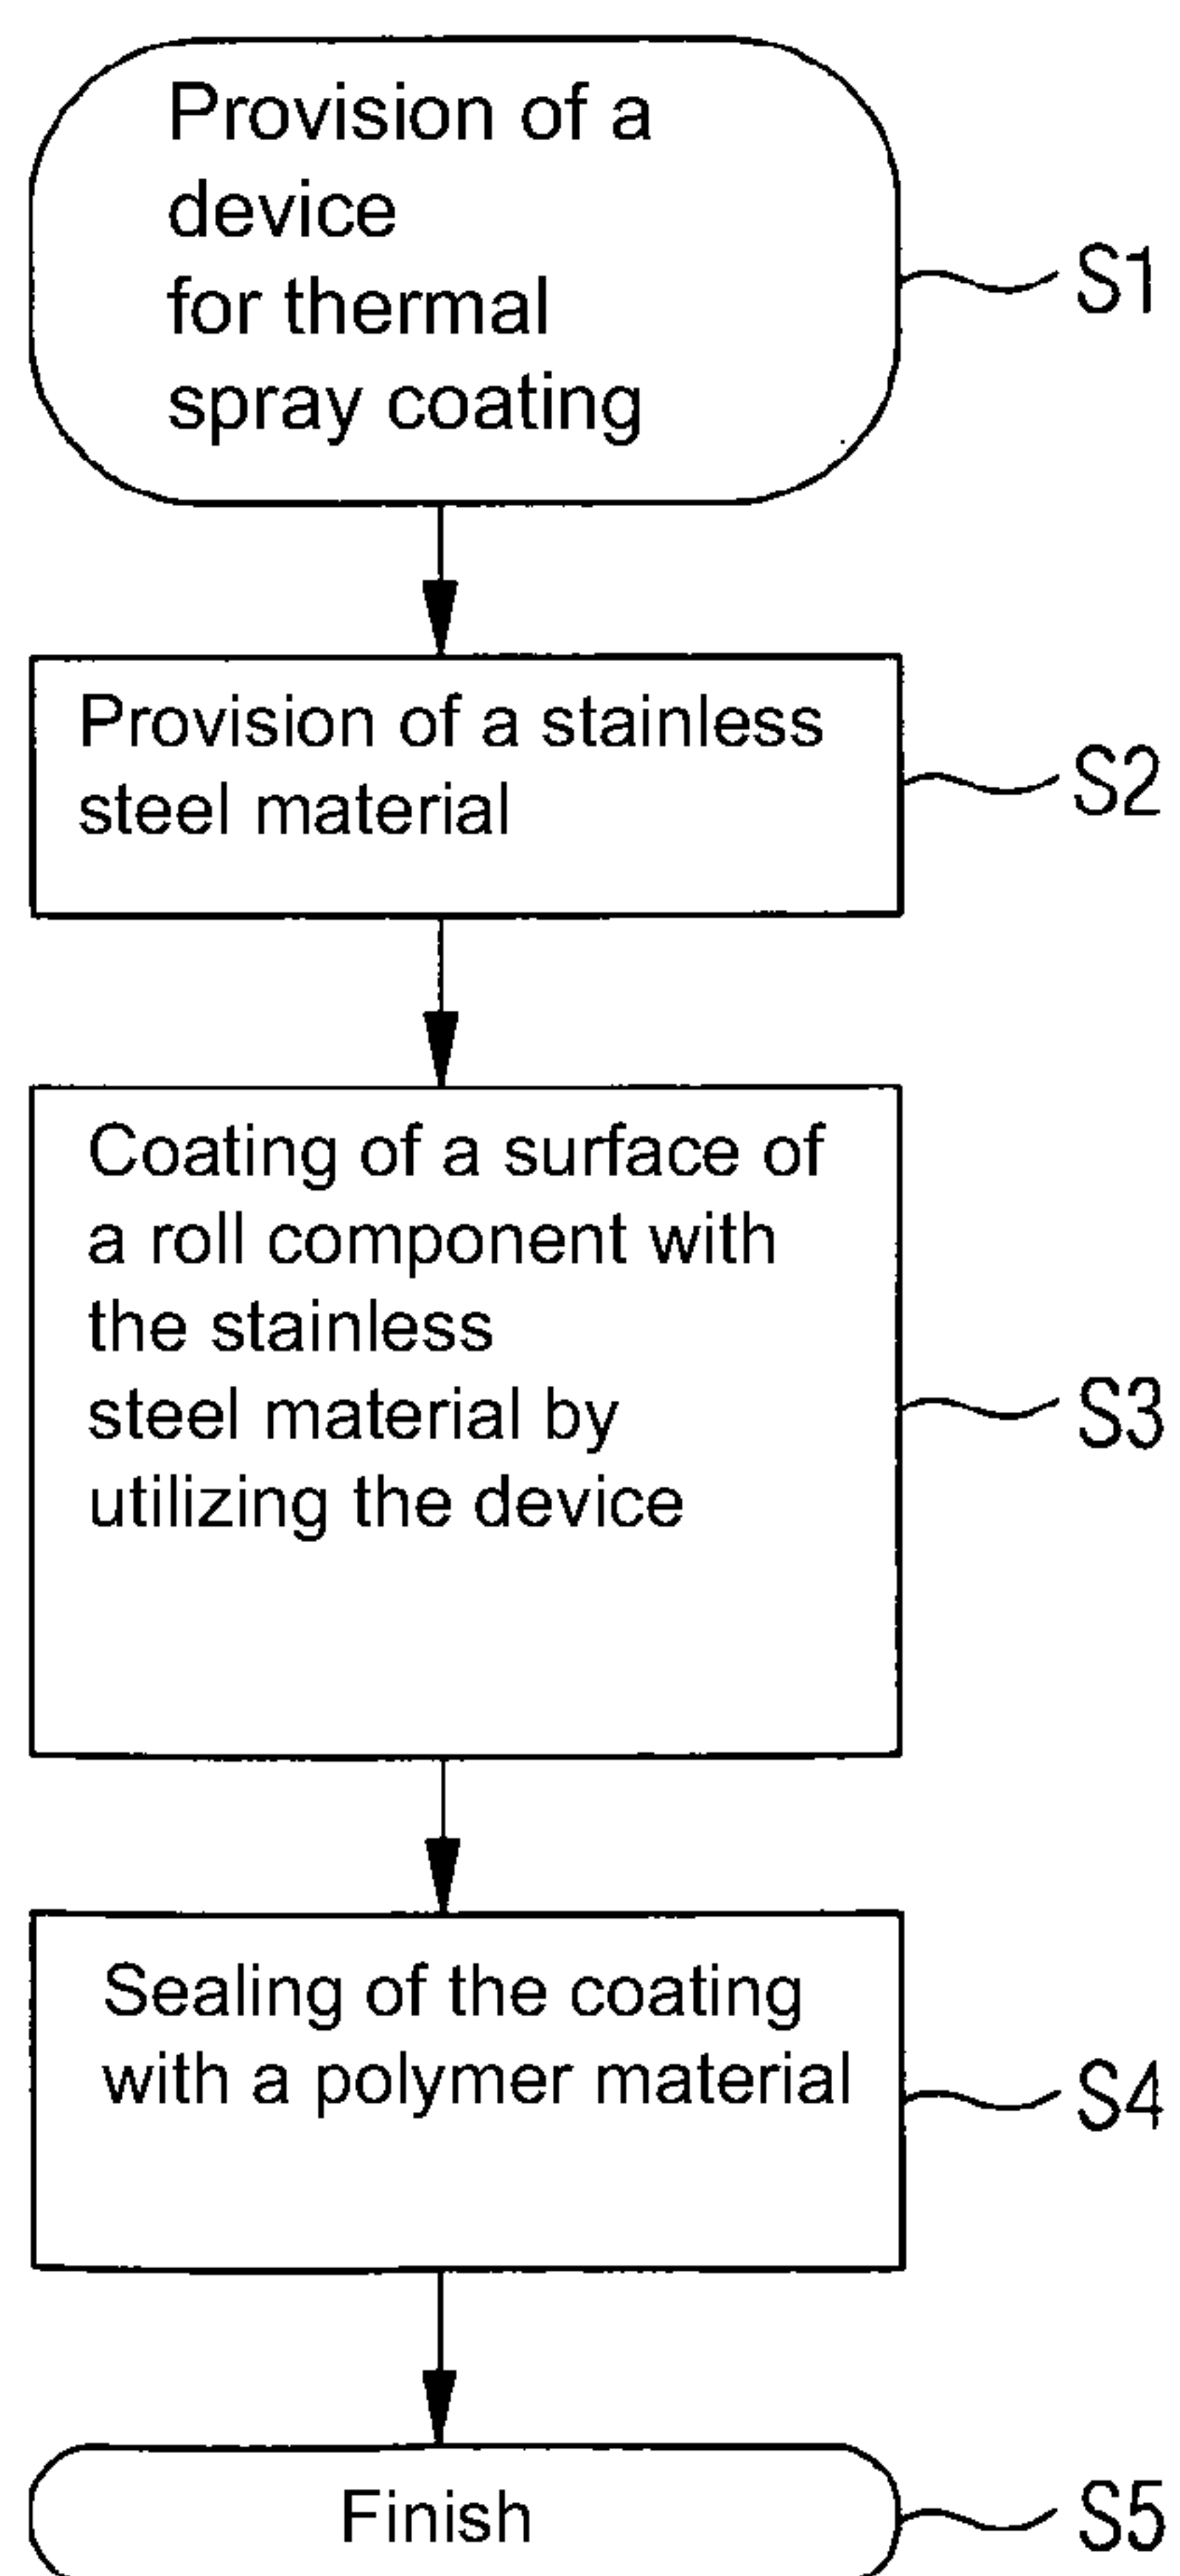 Provision of a
device
for thermal
spray coating
S1
Provision of a stainless
steel material
S2
Coating of a surface of
a roll component with
the stainless
steel material by
utilizing the device
S3
Sealing of the coating
with a polymer material
S4
Finish
S5